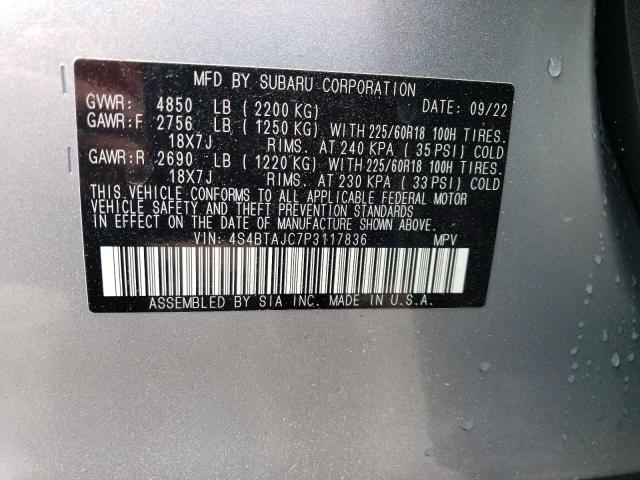 MFD BY SUBARU CORPORATION
GVWR: 4850 LB (2200 KG) DATE: 09/22
GAWR:F 2756 LB (1250 KG) WITH 225/60R18 100H TIRES.
18X7J RIMS. AT 240 KPA (35 PSI) COLD
GAWR:R 2690 LB (1220 KG) WITH 225/60R18 100H TIRES.
18X7J RIMS. AT 230 KPA (33 PSI) COLD
THIS VEHICLE CONFORMS TO ALL APPLICABLE FEDERAL MOTOR
VEHICLE SAFETY AND THEFT PREVENTION STANDARDS
IN EFFECT ON THE DATE OF MANUFACTURE SHOWN ABOVE.
VIN: 4S4BTAJC7P3117836 MPV
ASSEMBLED BY SIA INC. MADE IN U.S.A.